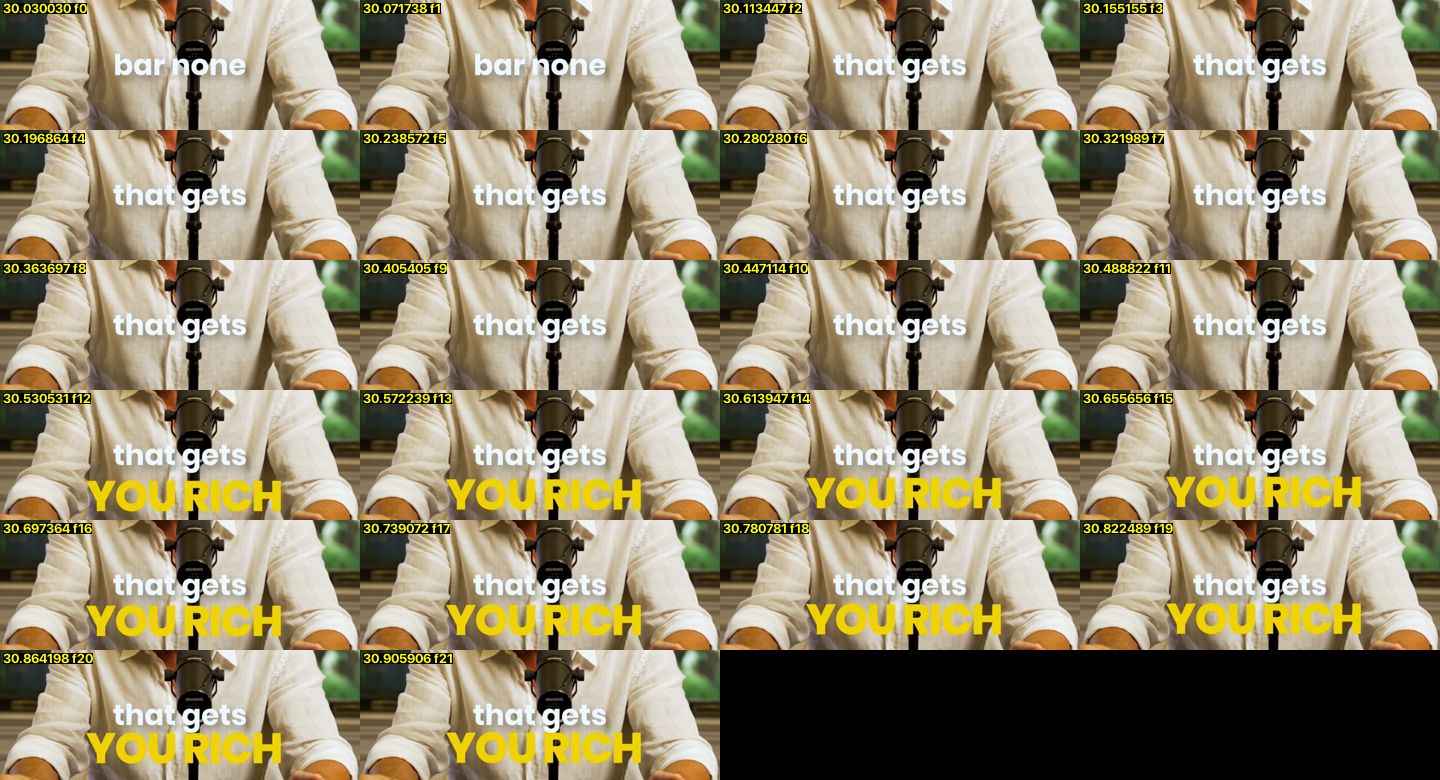 30.030030 f0
bar none
30.071738 f1
bar none
30.113447 f2
that gets
30.155155 f3
that gets
30.196864 f4
that gets
30.238572 f5
that gets
30.280280 f6
that gets
30.321989 f7
that gets
30.363697 f8
that gets
30.405405 f9
that gets
30.447114 f10
that gets
30.488822 f11
that gets
30.530531 f12
that gets
YOU RICH
30.572239 f13
that gets
YOU RICH
30.613947 f14
that gets
YOU RICH
30.655656 f15
that gets
YOU RICH
30.697364 f16
that gets
YOU RICH
30.739072 f17
that gets
YOU RICH
30.780781 f18
that gets
YOU RICH
30.822489 f19
that gets
YOU RICH
30.864198 f20
that gets
YOU RICH
30.905906 f21
that gets
YOU RICH